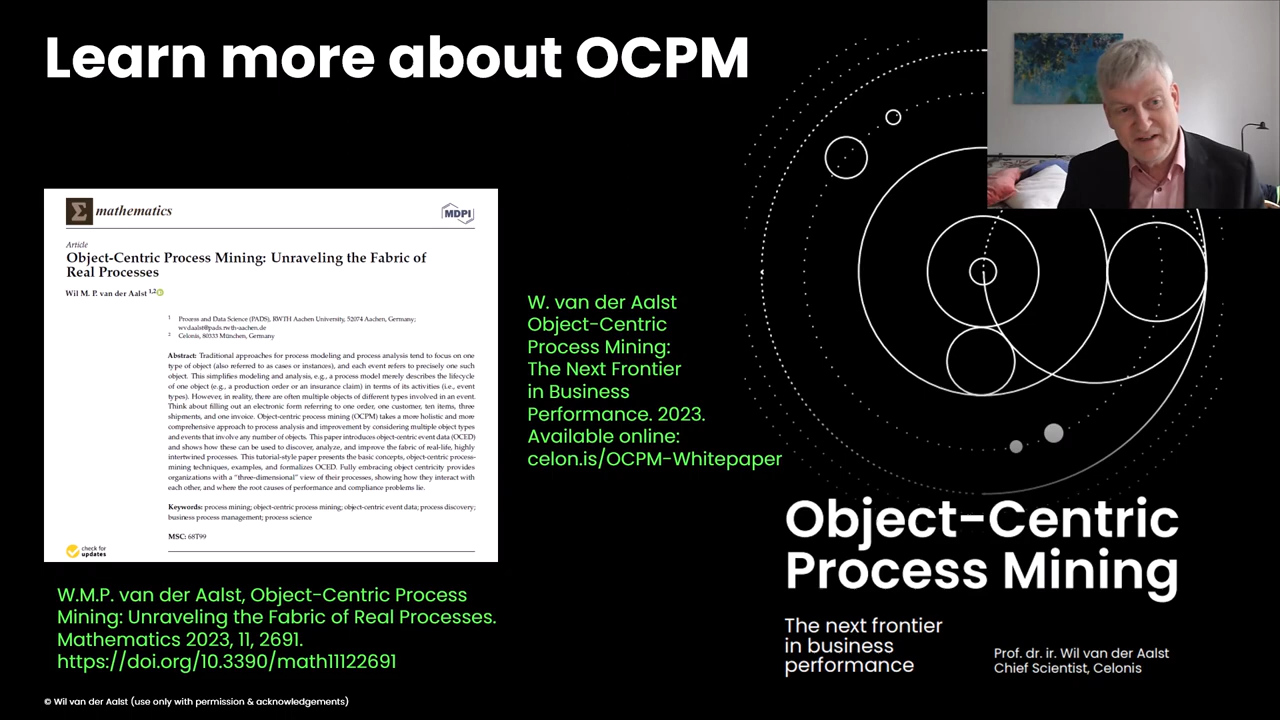 Learn more about OCPM
mathematics
MDPI
Article
Object-Centric Process Mining: Unraveling the Fabric of
Real Processes
Wil M. P. van der Aalst 1,2
1 Process and Data Science (PADS), RWTH Aachen University, 52074 Aachen, Germany;
wvdaalst@pads.rwth-aachen.de
2 Celonis, 80333 München, Germany
Abstract: Traditional approaches for process modeling and process analysis tend to focus on one
type of object (also referred to as cases or instances), and each event refers to precisely one such
object. This simplifies modeling and analysis, e.g., a process model merely describes the lifecycle
of one object (e.g., a production order or an insurance claim) in terms of its activities (i.e., event
types). However, in reality, there are often multiple objects of different types involved in an event.
Think about filling out an electronic form referring to one order, one customer, ten items, three
shipments, and one invoice. Object-centric process mining (OCPM) takes a more holistic and more
comprehensive approach to process analysis and improvement by considering multiple object types
and events that involve any number of objects. This paper introduces object-centric event data (OCED)
and shows how these can be used to discover, analyze, and improve the fabric of real-life, highly
intertwined processes. This tutorial-style paper presents the basic concepts, object-centric process-
mining techniques, examples, and formalizes OCED. Fully embracing object centricity provides
organizations with a "three-dimensional" view of their processes, showing how they interact with
each other, and where the root causes of performance and compliance problems lie.
Keywords: process mining; object-centric process mining; object-centric event data; process discovery;
business process management; process science
MSC: 68T99
check for
updates
W.M.P. van der Aalst, Object-Centric Process
Mining: Unraveling the Fabric of Real Processes.
Mathematics 2023, 11, 2691.
https://doi.org/10.3390/math11122691
W. van der Aalst
Object-Centric
Process Mining:
The Next Frontier
in Business
Performance. 2023.
Available online:
celon.is/OCPM-Whitepaper
Object-Centric
Process Mining
The next frontier
in business
performance
Prof. dr. ir. Wil van der Aalst
Chief Scientist, Celonis
© Wil van der Aalst (use only with permission & acknowledgements)